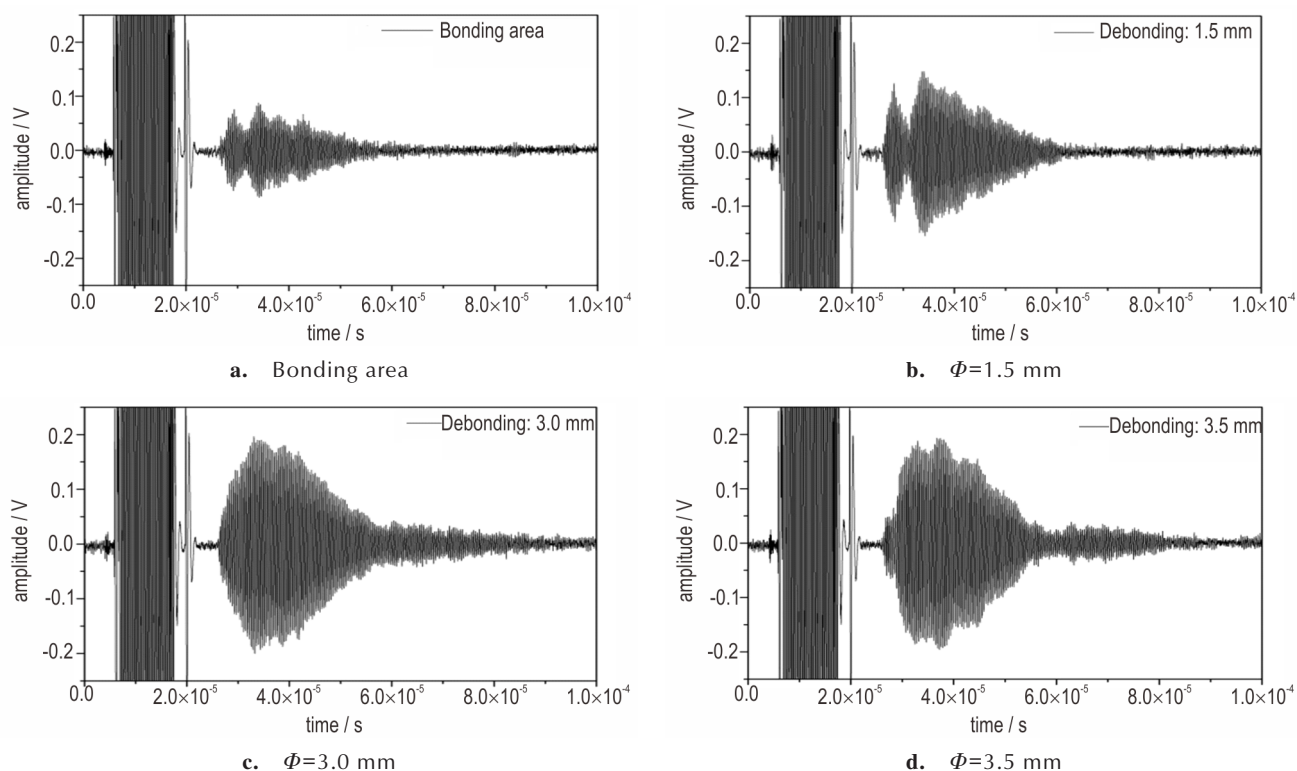 Bonding area
amplitude / V
0.2
0.1
0.0
-0.1
-0.2
0.0 2.0×10⁻⁵ 4.0×10⁻⁵ 6.0×10⁻⁵ 8.0×10⁻⁵ 1.0×10⁻⁴
time / s
a. Bonding area
Debonding: 1.5 mm
amplitude / V
0.2
0.1
0.0
-0.1
-0.2
0.0 2.0×10⁻⁵ 4.0×10⁻⁵ 6.0×10⁻⁵ 8.0×10⁻⁵ 1.0×10⁻⁴
time / s
b. Φ=1.5 mm
Debonding: 3.0 mm
amplitude / V
0.2
0.1
0.0
-0.1
-0.2
0.0 2.0×10⁻⁵ 4.0×10⁻⁵ 6.0×10⁻⁵ 8.0×10⁻⁵ 1.0×10⁻⁴
time / s
c. Φ=3.0 mm
Debonding: 3.5 mm
amplitude / V
0.2
0.1
0.0
-0.1
-0.2
0.0 2.0×10⁻⁵ 4.0×10⁻⁵ 6.0×10⁻⁵ 8.0×10⁻⁵ 1.0×10⁻⁴
time / s
d. Φ=3.5 mm